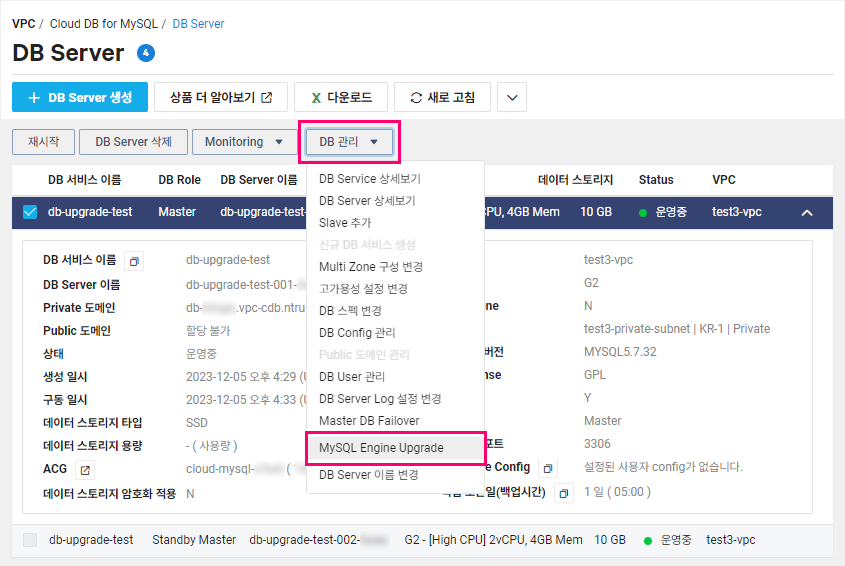 VPC / Cloud DB for MySQL / DB Server
DB Server 4
+ DB Server 생성 상품 더 알아보기 X 다운로드 새로 고침
재시작 DB Server 삭제 Monitoring DB 관리
DB 서비스 이름 DB Role DB Server 이름 데이터 스토리지 Status VPC
db-upgrade-test Master db-upgrade-test- CPU, 4GB Mem 10 GB 운영중 test3-vpc
DB Service 상세보기
DB Server 상세보기
Slave 추가
신규 DB 서비스 생성
Multi Zone 구성 변경
고가용성 설정 변경
DB 스펙 변경
DB Config 관리
Public 도메인 관리
DB User 관리
DB Server Log 설정 변경
Master DB Failover
MySQL Engine Upgrade
DB Server 이름 변경
DB 서비스 이름 db-upgrade-test test3-vpc
DB Server 이름 db-upgrade-test-001- G2
Private 도메인 db- .vpc-cdb.ntru ne N
Public 도메인 할당 불가 test3-private-subnet | KR-1 | Private
상태 운영중 버전 MYSQL5.7.32
생성 일시 2023-12-05 오후 4:29 (U nse GPL
구동 일시 2023-12-05 오후 4:33 (U Y
데이터 스토리지 타입 SSD Master
데이터 스토리지 용량 - ( 사용량 ) 포트 3306
ACG cloud-mysql- ( e Config 설정된 사용자 config가 없습니다.
데이터 스토리지 암호화 적용 N 일(백업시간) 1 일 ( 05:00 )
db-upgrade-test Standby Master db-upgrade-test-002- G2 - [High CPU] 2vCPU, 4GB Mem 10 GB 운영중 test3-vpc